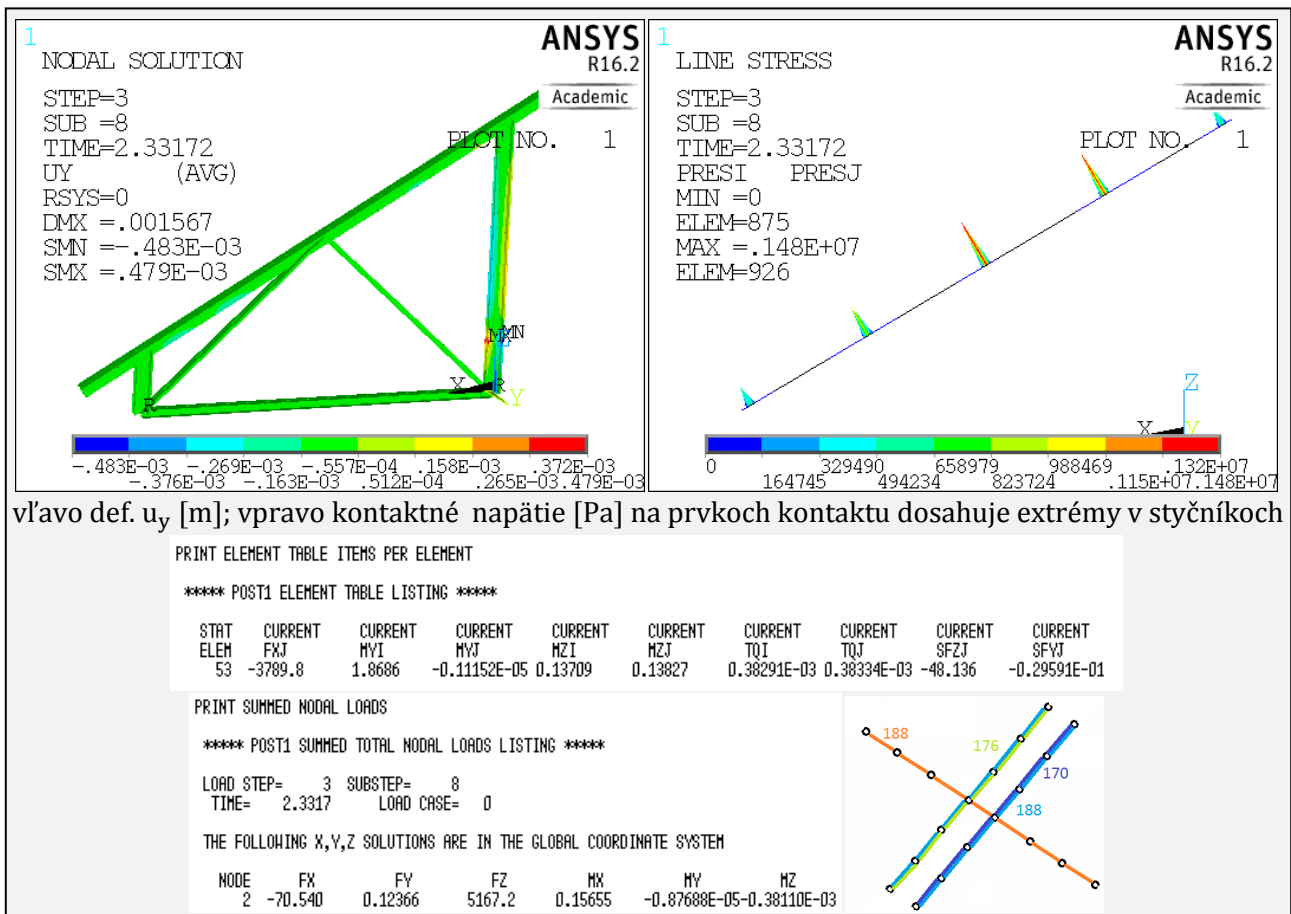 1
NODAL SOLUTION
STEP=3
SUB =8
TIME=2.33172
UY (AVG)
RSYS=0
DMX =.001567
SMN =-.483E-03
SMX =.479E-03
ANSYS
R16.2
Academic
PLOT NO. 1
MX
MN
Z
X
R
Y
R
-.483E-03
-.376E-03
-.269E-03
-.163E-03
-.557E-04
.512E-04
.158E-03
.265E-03
.372E-03
.479E-03
1
LINE STRESS
STEP=3
SUB =8
TIME=2.33172
PRESI PRESJ
MIN =0
ELEM=875
MAX =.148E+07
ELEM=926
ANSYS
R16.2
Academic
PLOT NO. 1
Z
X
Y
0
164745
329490
494234
658979
823724
988469
.115E+07
.132E+07
.148E+07
vľavo def. uy [m]; vpravo kontaktné napätie [Pa] na prvkoch kontaktu dosahuje extrémy v styčníkoch
PRINT ELEMENT TABLE ITEMS PER ELEMENT
***** POST1 ELEMENT TABLE LISTING *****
STAT CURRENT CURRENT CURRENT CURRENT CURRENT CURRENT CURRENT CURRENT CURRENT
ELEM FXJ MYI MYJ MZI MZJ TQI TQJ SFZJ SFYJ
53 -3789.8 1.8686 -0.11152E-05 0.13709 0.13827 0.38291E-03 0.38334E-03 -48.136 -0.29591E-01
PRINT SUMMED NODAL LOADS
***** POST1 SUMMED TOTAL NODAL LOADS LISTING *****
LOAD STEP= 3 SUBSTEP= 8
TIME= 2.3317 LOAD CASE= 0
THE FOLLOWING X,Y,Z SOLUTIONS ARE IN THE GLOBAL COORDINATE SYSTEM
NODE FX FY FZ MX MY MZ
2 -70.540 0.12366 5167.2 0.15655 -0.87688E-05-0.38110E-03
188
176
170
188